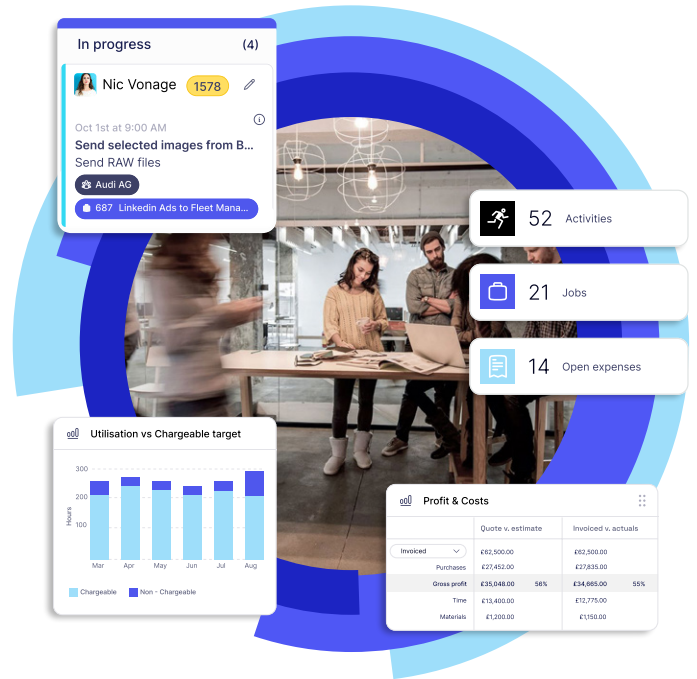 In progress (4)
Nic Vonage 1578
Oct 1st at 9:00 AM
Send selected images from B...
Send RAW files
Audi AG
687 Linkedin Ads to Fleet Mana...
52 Activities
21 Jobs
14 Open expenses
Utilisation vs Chargeable target
300
200
100
Hours
Mar Apr May Jun Jul Aug
Chargeable Non - Chargeable
Profit & Costs
Quote v. estimate Invoiced v. actuals
Invoiced £62,500.00 £62,500.00
Purchases £27,452.00 £27,835.00
Gross profit £35,048.00 56% £34,665.00 55%
Time £13,400.00 £12,775.00
Materials £1,200.00 £1,150.00